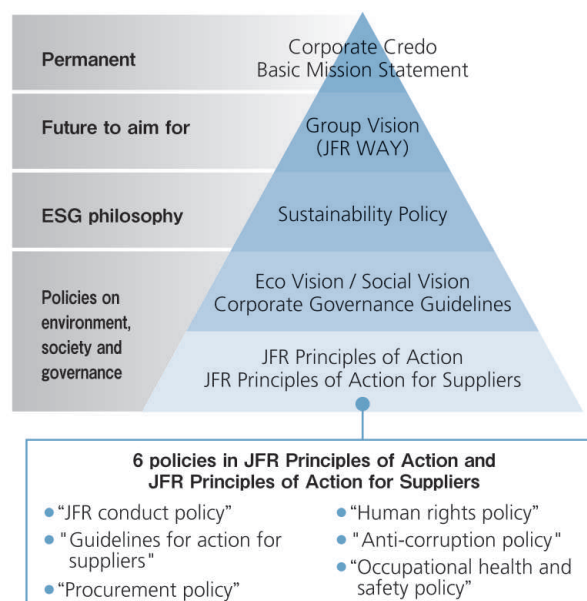 Permanent
Corporate Credo
Basic Mission Statement
Future to aim for
Group Vision
(JFR WAY)
ESG philosophy
Sustainability Policy
Policies on
environment,
society and
governance
Eco Vision / Social Vision
Corporate Governance Guidelines
JFR Principles of Action
JFR Principles of Action for Suppliers
6 policies in JFR Principles of Action and
JFR Principles of Action for Suppliers
● “JFR conduct policy”
● "Guidelines for action for
suppliers"
● “Procurement policy”
● “Human rights policy”
● "Anti-corruption policy"
● “Occupational health and
safety policy”